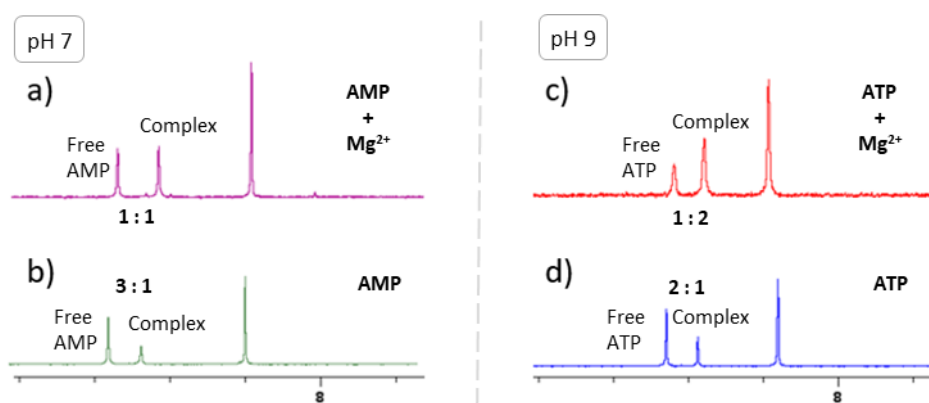 pH 7
a)
AMP
+
Mg²⁺
Complex
Free
AMP
1 : 1
b)
3 : 1
AMP
Free
AMP
Complex
8
pH 9
c)
ATP
+
Mg²⁺
Complex
Free
ATP
1 : 2
d)
2 : 1
ATP
Free
ATP
Complex
8